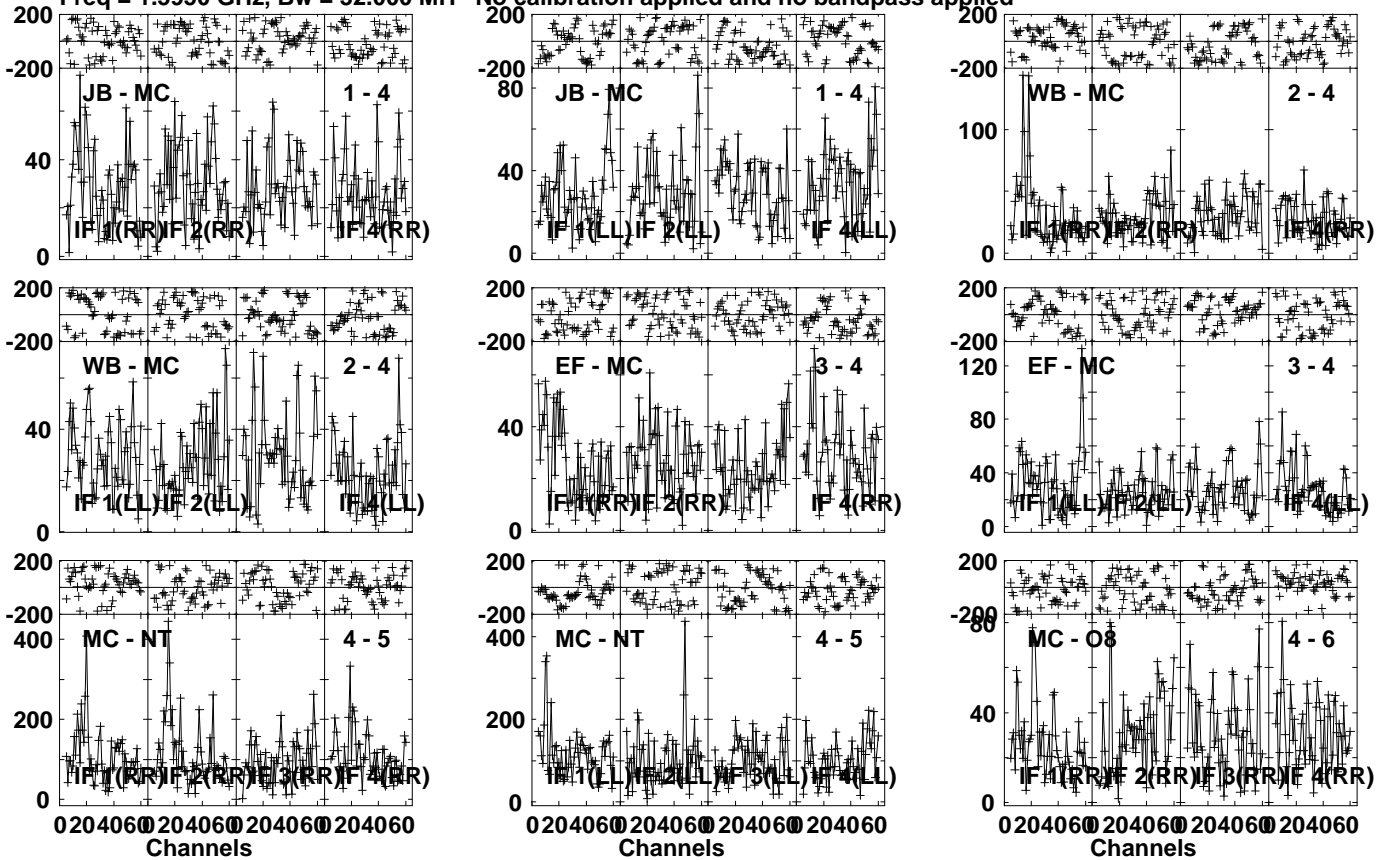 Freq = 1.5950 GHz, Bw = 32.000 MH No calibration applied and no bandpass applied
200
-200
JB - MC 1 - 4
40
IF 1(RR) IF 2(RR) IF 4(RR)
0
200
-200
80
JB - MC 1 - 4
40
IF 1(LL) IF 2(LL) IF 4(LL)
0
200
-200
WB - MC 2 - 4
100
IF 1(RR) IF 2(RR) IF 4(RR)
0
200
-200
WB - MC 2 - 4
40
IF 1(LL) IF 2(LL) IF 4(LL)
0
200
-200
EF - MC 3 - 4
40
IF 1(RR) IF 2(RR) IF 4(RR)
0
200
-200
EF - MC 3 - 4
120
80
40
IF 1(LL) IF 2(LL) IF 4(LL)
0
200
-200
MC - NT 4 - 5
400
200
IF 1(RR) IF 2(RR) IF 3(RR) IF 4(RR)
0
0 20 40 60 0 20 40 60 0 20 40 60 0 20 40 60
Channels
200
-200
MC - NT 4 - 5
400
200
IF 1(LL) IF 2(LL) IF 3(LL) IF 4(LL)
0
0 20 40 60 0 20 40 60 0 20 40 60 0 20 40 60
Channels
200
-200
80
MC - O8 4 - 6
40
IF 1(RR) IF 2(RR) IF 3(RR) IF 4(RR)
0
0 20 40 60 0 20 40 60 0 20 40 60 0 20 40 60
Channels